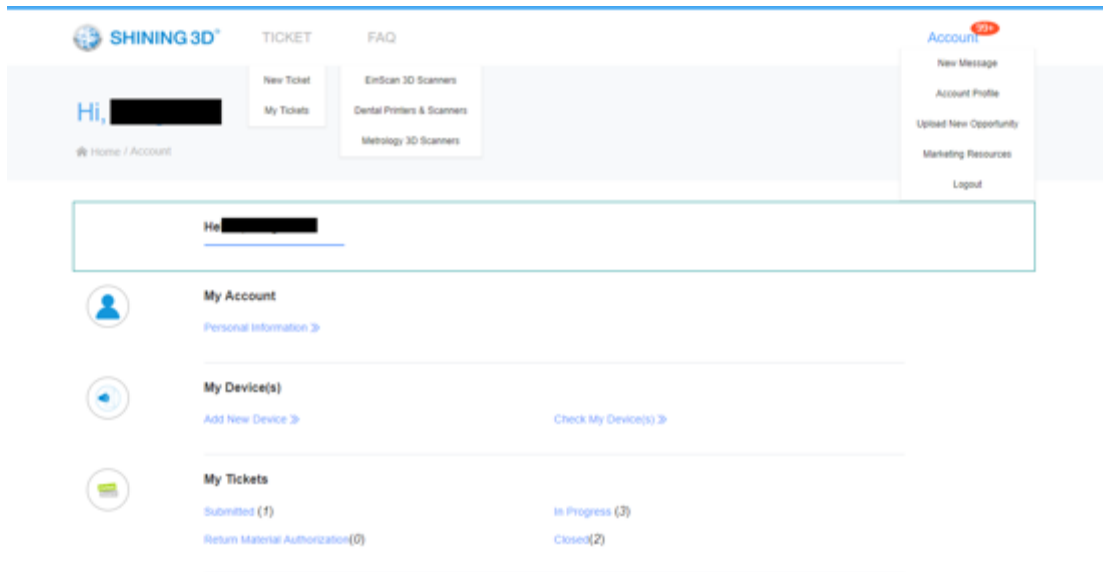 SHINING 3D®
TICKET
FAQ
Account
99+
New Ticket
My Tickets
EinScan 3D Scanners
Dental Printers & Scanners
Metrology 3D Scanners
New Message
Account Profile
Upload New Opportunity
Marketing Resources
Logout
Hi,
Home / Account
He
My Account
Personal Information »
My Device(s)
Add New Device »
Check My Device(s) »
My Tickets
Submitted (1)
In Progress (3)
Return Material Authorization(0)
Closed(2)